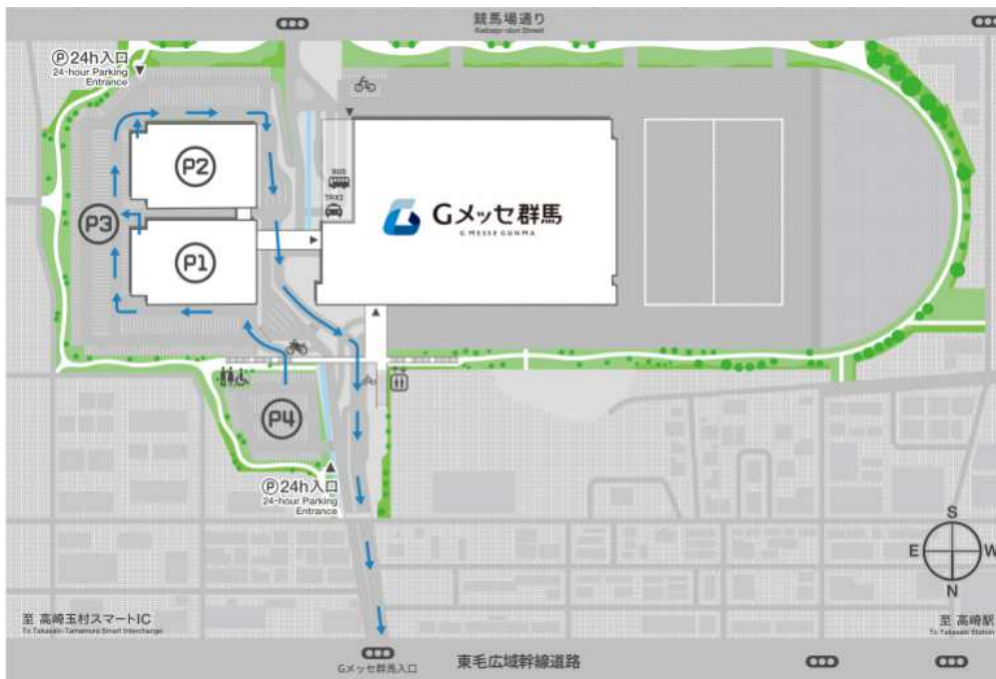 競馬場通り
Keibajo-dori Street
Ⓟ24h入口
24-hour Parking
Entrance
P2
BUS
TAXI
Gメッセ群馬
G MESSE GUNMA
P3
P1
P4
Ⓟ24h入口
24-hour Parking
Entrance
S
E
W
N
至 高崎玉村スマートIC
To Takasaki-Tamamura Smart Interchange
至 高崎駅
To Takasaki Station
Gメッセ群馬入口
東毛広域幹線道路